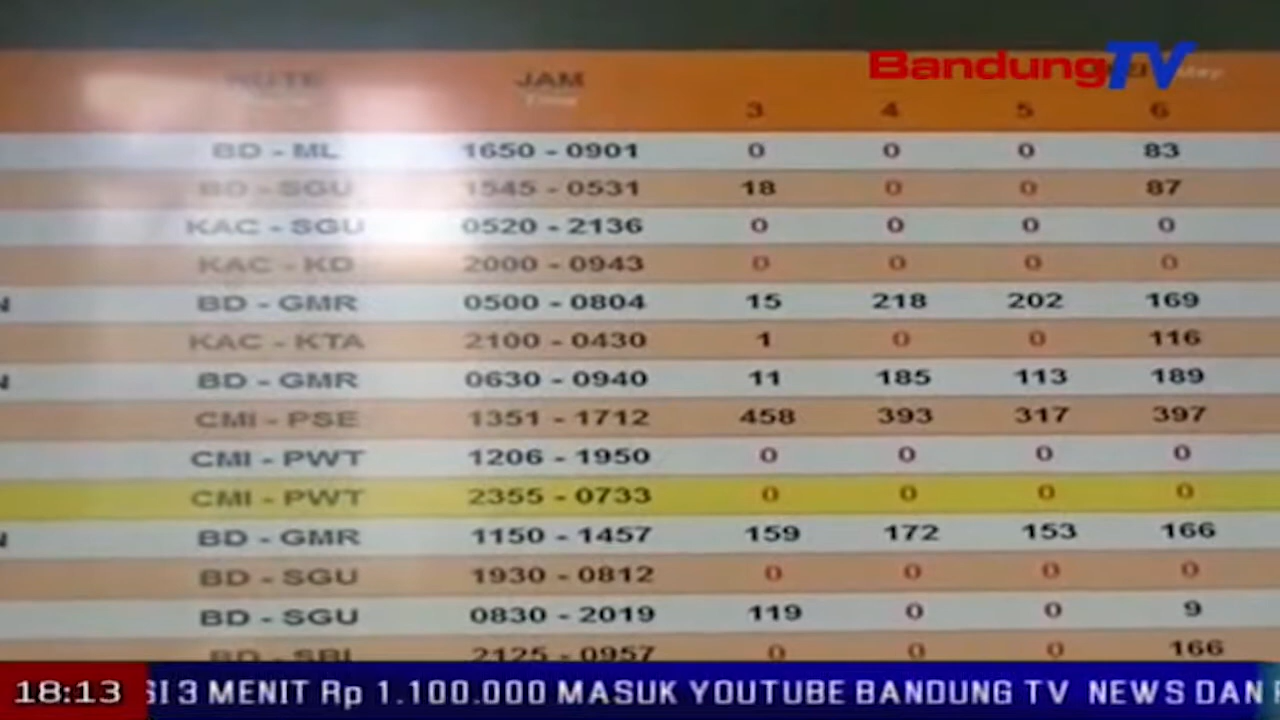 BandungTV
JAM
3 4 5 6
BD - ML 1650 - 0901 0 0 0 83
BD - SGU 1545 - 0531 18 0 0 87
KAC - SGU 0520 - 2136 0 0 0 0
KAC - KD 2000 - 0943 0 0 0 0
N BD - GMR 0500 - 0804 15 218 202 169
KAC - KTA 2100 - 0430 1 0 0 116
N BD - GMR 0630 - 0940 11 185 113 189
CMI - PSE 1351 - 1712 458 393 317 397
CMI - PWT 1206 - 1950 0 0 0 0
CMI - PWT 2355 - 0733 0 0 0 0
N BD - GMR 1150 - 1457 159 172 153 166
BD - SGU 1930 - 0812 0 0 0 0
BD - SGU 0830 - 2019 119 0 0 9
BD - SBI 2125 - 0957 0 0 0 166
18:13 SI 3 MENIT Rp 1.100.000 MASUK YOUTUBE BANDUNG TV NEWS DAN